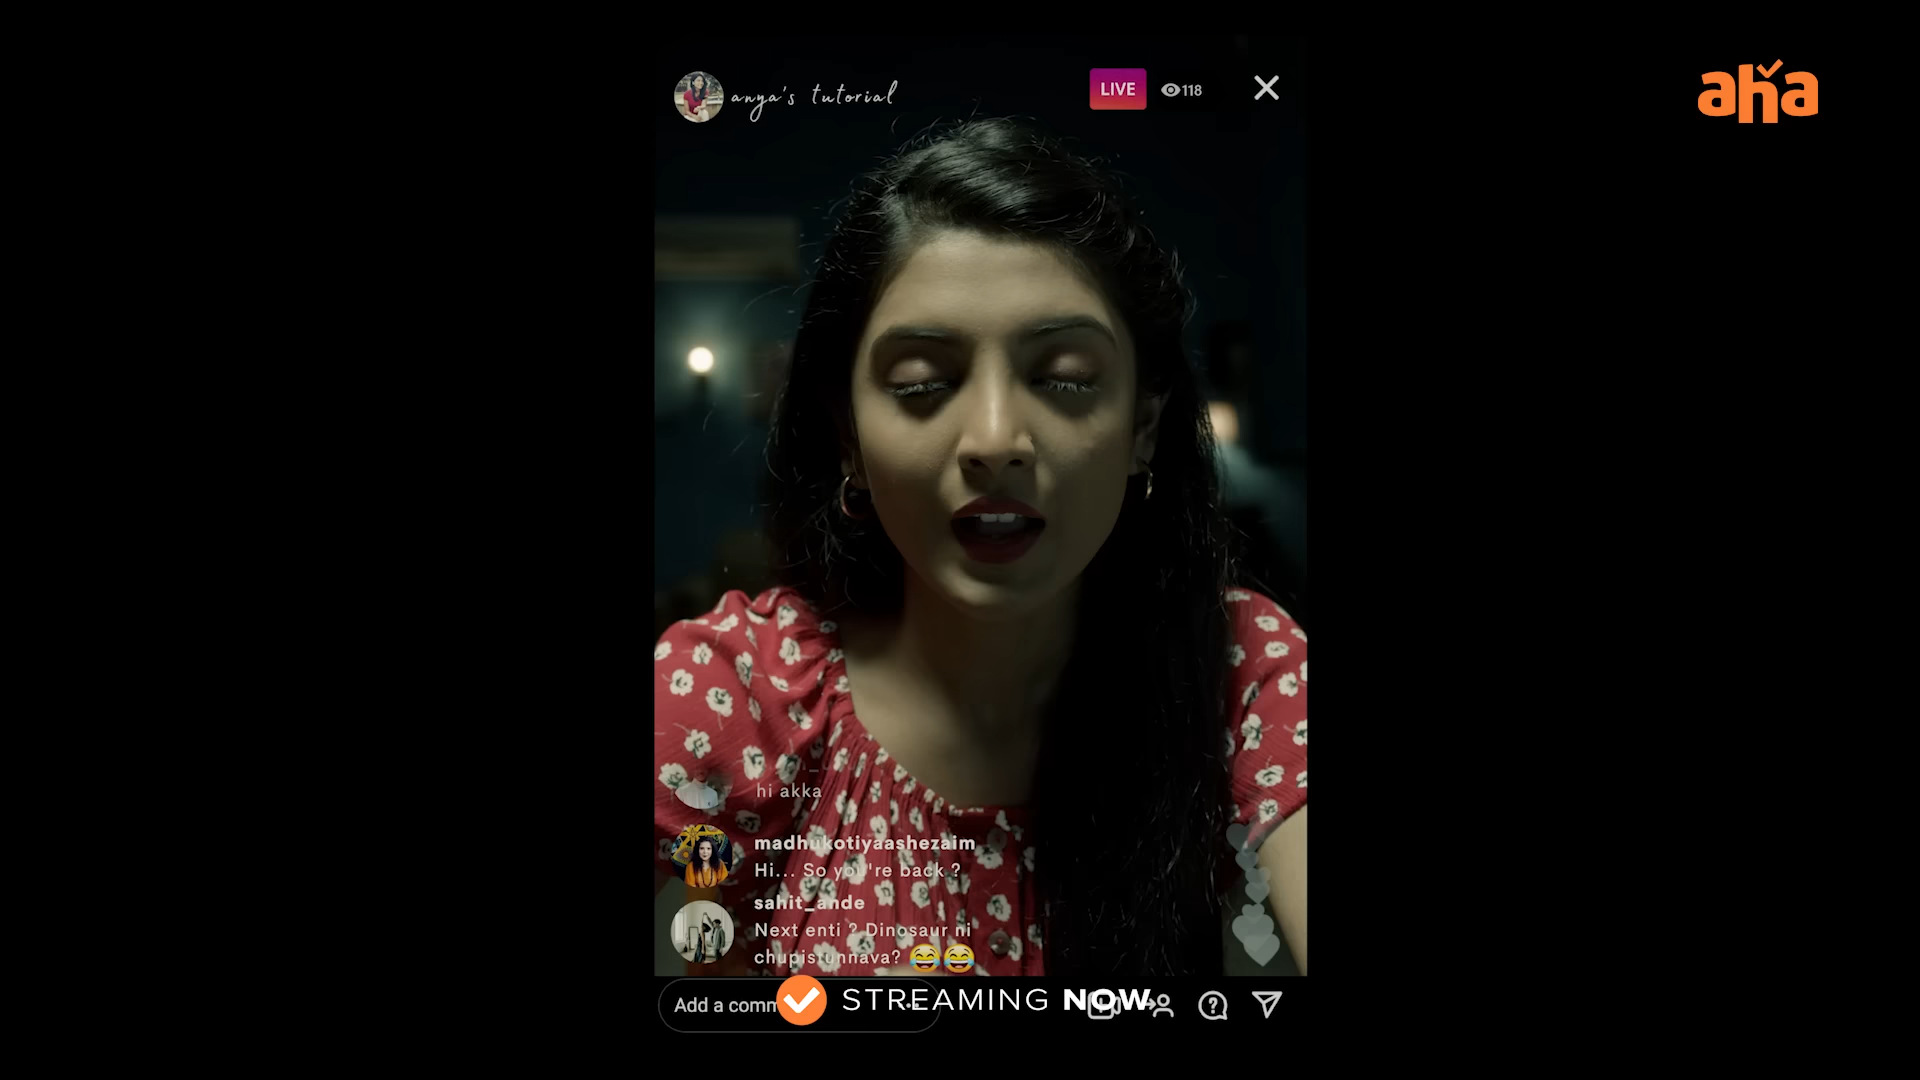 anya's tutorial
LIVE
118
aha
hi akka
madhukotiyaashezaim
Hi... So you're back ?
sahit_ande
Next enti ? Dinosaur ni
chupistunnava? 😂😂
Add a comm
STREAMING NOW